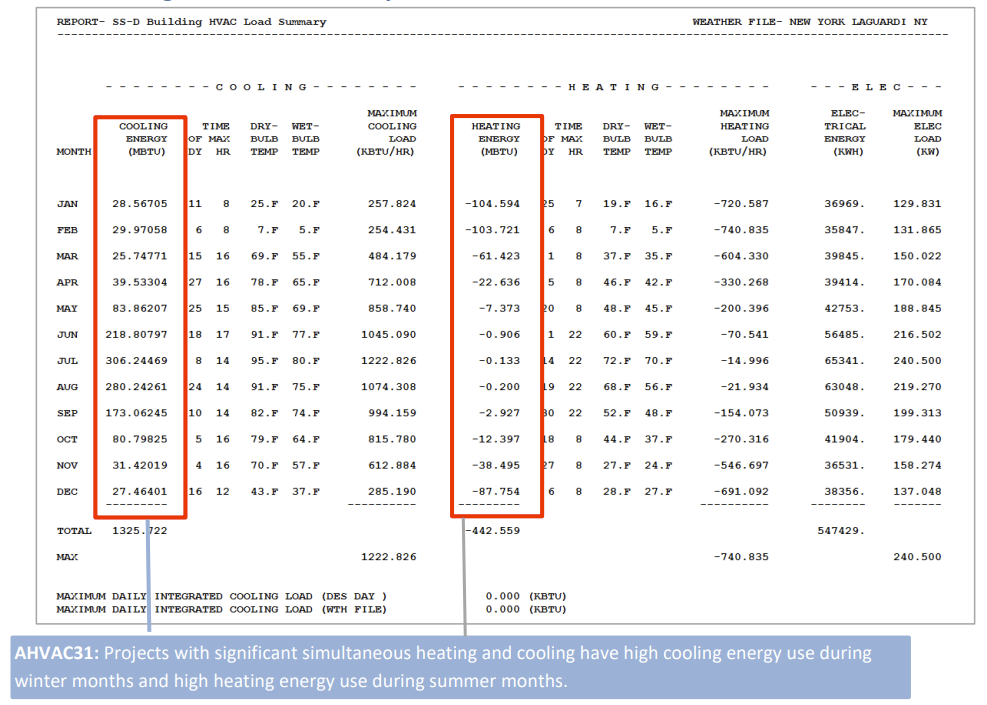 REPORT- SS-D Building HVAC Load Summary WEATHER FILE- NEW YORK LAGUARDI NY
---------------------------------------------------------------------------
- - - - - - - - C O O L I N G - - - - - - - - - - - - - - - - H E A T I N G - - - - - - - - - - - E L E C - - -
MAXIMUM MAXIMUM ELEC- MAXIMUM
COOLING TIME DRY- WET- COOLING HEATING TIME DRY- WET- HEATING TRICAL ELEC
ENERGY OF MAX BULB BULB LOAD ENERGY OF MAX BULB BULB LOAD ENERGY LOAD
MONTH (MBTU) DY HR TEMP TEMP (KBTU/HR) (MBTU) DY HR TEMP TEMP (KBTU/HR) (KWH) (KW)
JAN 28.56705 11 8 25.F 20.F 257.824 -104.594 25 7 19.F 16.F -720.587 36969. 129.831
FEB 29.97058 6 8 7.F 5.F 254.431 -103.721 6 8 7.F 5.F -740.835 35847. 131.865
MAR 25.74771 15 16 69.F 55.F 484.179 -61.423 1 8 37.F 35.F -604.330 39845. 150.022
APR 39.53304 27 16 78.F 65.F 712.008 -22.636 5 8 46.F 42.F -330.268 39414. 170.084
MAY 83.86207 25 15 85.F 69.F 858.740 -7.373 20 8 48.F 45.F -200.396 42753. 188.845
JUN 218.80797 18 17 91.F 77.F 1045.090 -0.906 1 22 60.F 59.F -70.541 56485. 216.502
JUL 306.24469 8 14 95.F 80.F 1222.826 -0.133 14 22 72.F 70.F -14.996 65341. 240.500
AUG 280.24261 24 14 91.F 75.F 1074.308 -0.200 19 22 68.F 56.F -21.934 63048. 219.270
SEP 173.06245 10 14 82.F 74.F 994.159 -2.927 30 22 52.F 48.F -154.073 50939. 199.313
OCT 80.79825 5 16 79.F 64.F 815.780 -12.397 18 8 44.F 37.F -270.316 41904. 179.440
NOV 31.42019 4 16 70.F 57.F 612.884 -38.495 27 8 27.F 24.F -546.697 36531. 158.274
DEC 27.46401 16 12 43.F 37.F 285.190 -87.754 6 8 28.F 27.F -691.092 38356. 137.048
--------- ---------- --------- ---------- -------- -------
TOTAL 1325.722 -442.559 547429.
MAX 1222.826 -740.835 240.500
MAXIMUM DAILY INTEGRATED COOLING LOAD (DES DAY ) 0.000 (KBTU)
MAXIMUM DAILY INTEGRATED COOLING LOAD (WTH FILE) 0.000 (KBTU)
AHVAC31: Projects with significant simultaneous heating and cooling have high cooling energy use during
winter months and high heating energy use during summer months.